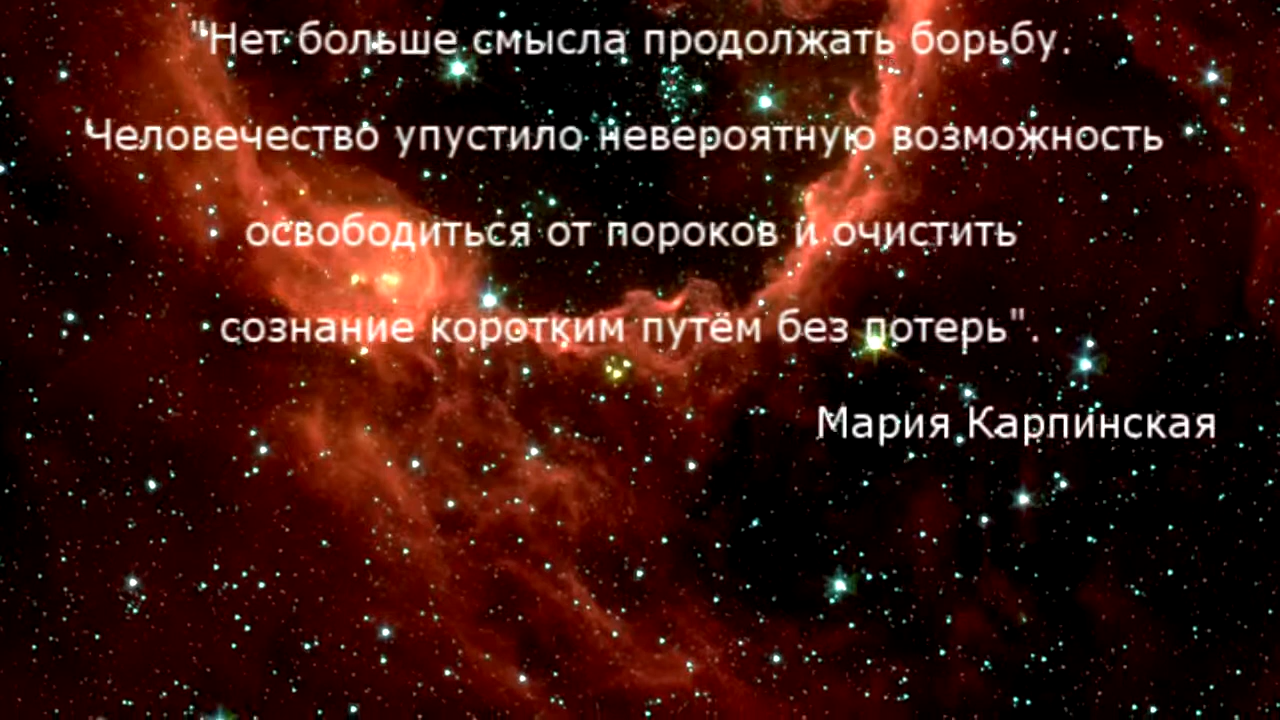 "Нет больше смысла продолжать борьбу.
Человечество упустило невероятную возможность
освободиться от пороков и очистить
сознание коротким путём без потерь".
Мария Карпинская